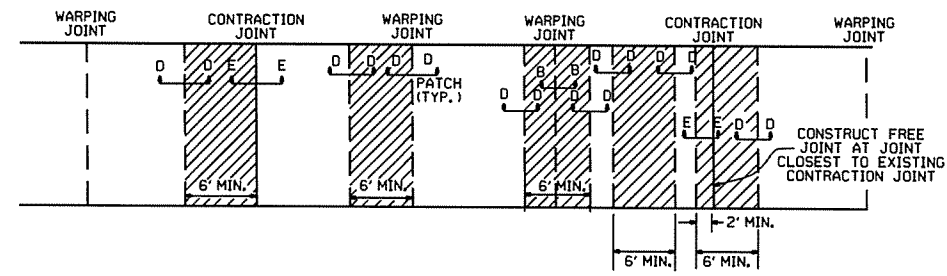 WARPING
JOINT
CONTRACTION
JOINT
WARPING
JOINT
WARPING
JOINT
CONTRACTION
JOINT
WARPING
JOINT
D D E E
D D D D
PATCH
(TYP.)
D D
B B
D D
D D
D D
E E D D
CONSTRUCT FREE
JOINT AT JOINT
CLOSEST TO EXISTING
CONTRACTION JOINT
6' MIN.
6' MIN.
6' MIN.
2' MIN.
6' MIN.
6' MIN.